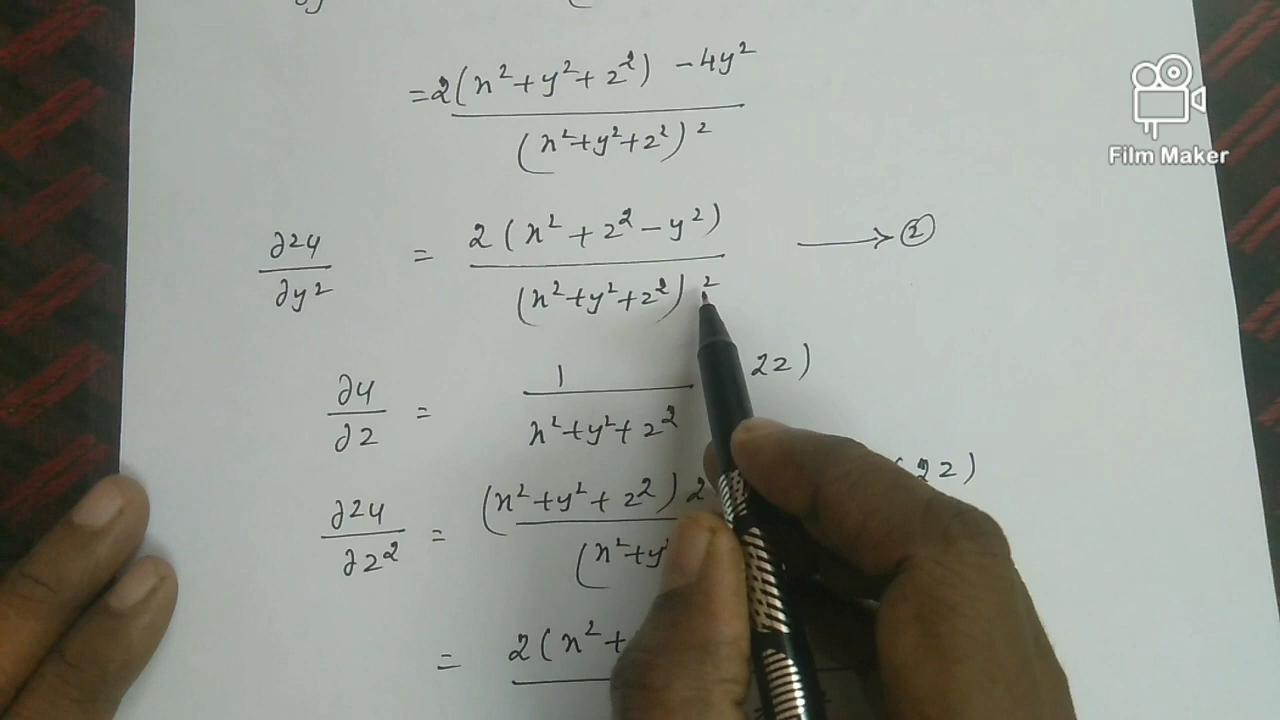 = 2(x² + y² + z²) - 4y²
(x² + y² + z²)²
Film Maker
∂2u
∂y²
=
2(x² + z² - y²)
(x² + y² + z²)²
→ ②
∂u
∂z
=
1
x² + y² + z²
2z)
∂2u
∂z²
=
(x² + y² + z²) 2
(2z)
(x² + y²
= 2(x² +